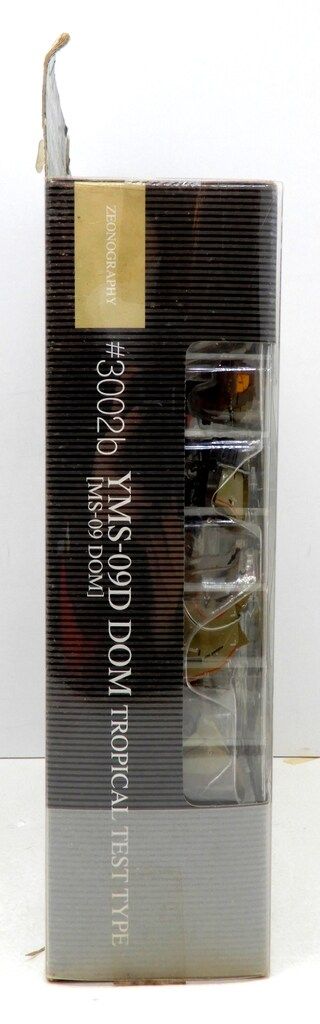 ZEONOGRAPHY
#3002b YMS-09D DOM TROPICAL TEST TYPE
[MS-09 DOM]